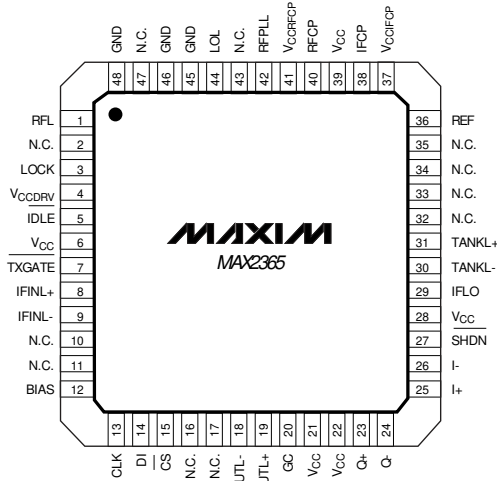 GND N.C. GND GND LOL N.C. RFPLL VCCRFCP RFCP VCC IFCP VCCIFCP
48 47 46 45 44 43 42 41 40 39 38 37
RFL 1 36 REF
N.C. 2 35 N.C.
LOCK 3 34 N.C.
VCCDRV 4 33 N.C.
IDLE 5 32 N.C.
VCC 6 31 TANKL+
TXGATE 7 30 TANKL-
IFINL+ 8 29 IFLO
IFINL- 9 28 VCC
N.C. 10 27 SHDN
N.C. 11 26 I-
BIAS 12 25 I+
MAXIM
MAX2365
13 14 15 16 17 18 19 20 21 22 23 24
CLK DI CS N.C. N.C. UTL- UTL+ GC VCC VCC Q+ Q-